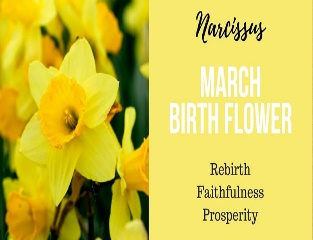 Narcissus
MARCH
BIRTH FLOWER
Rebirth
Faithfulness
Prosperity